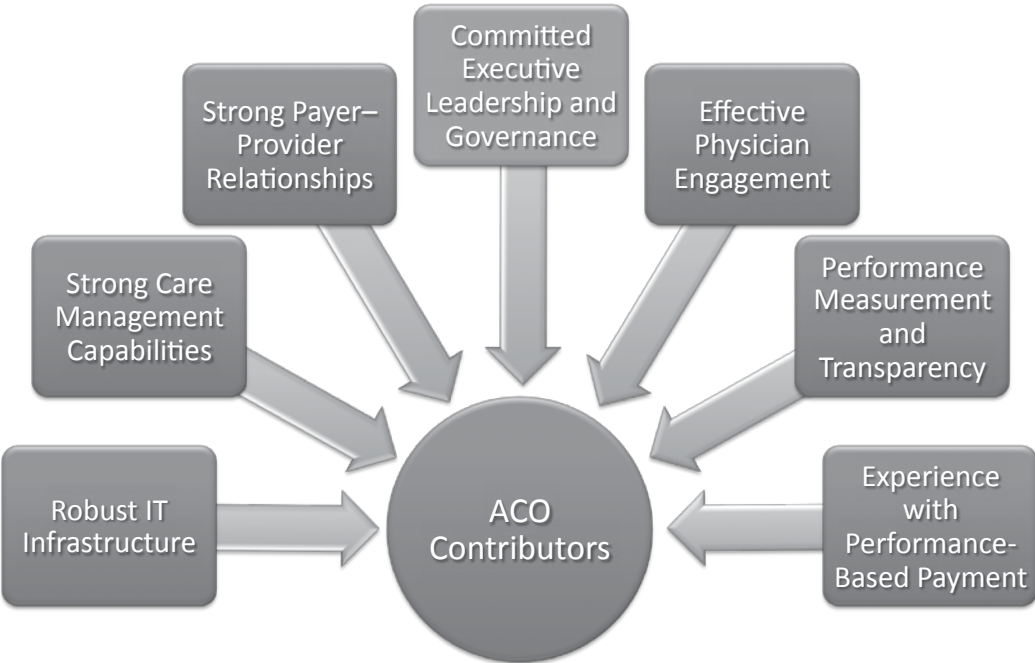 Committed
Executive
Leadership and
Governance
Strong Payer–
Provider
Relationships
Effective
Physician
Engagement
Strong Care
Management
Capabilities
Performance
Measurement
and
Transparency
Robust IT
Infrastructure
ACO
Contributors
Experience
with
Performance-
Based Payment